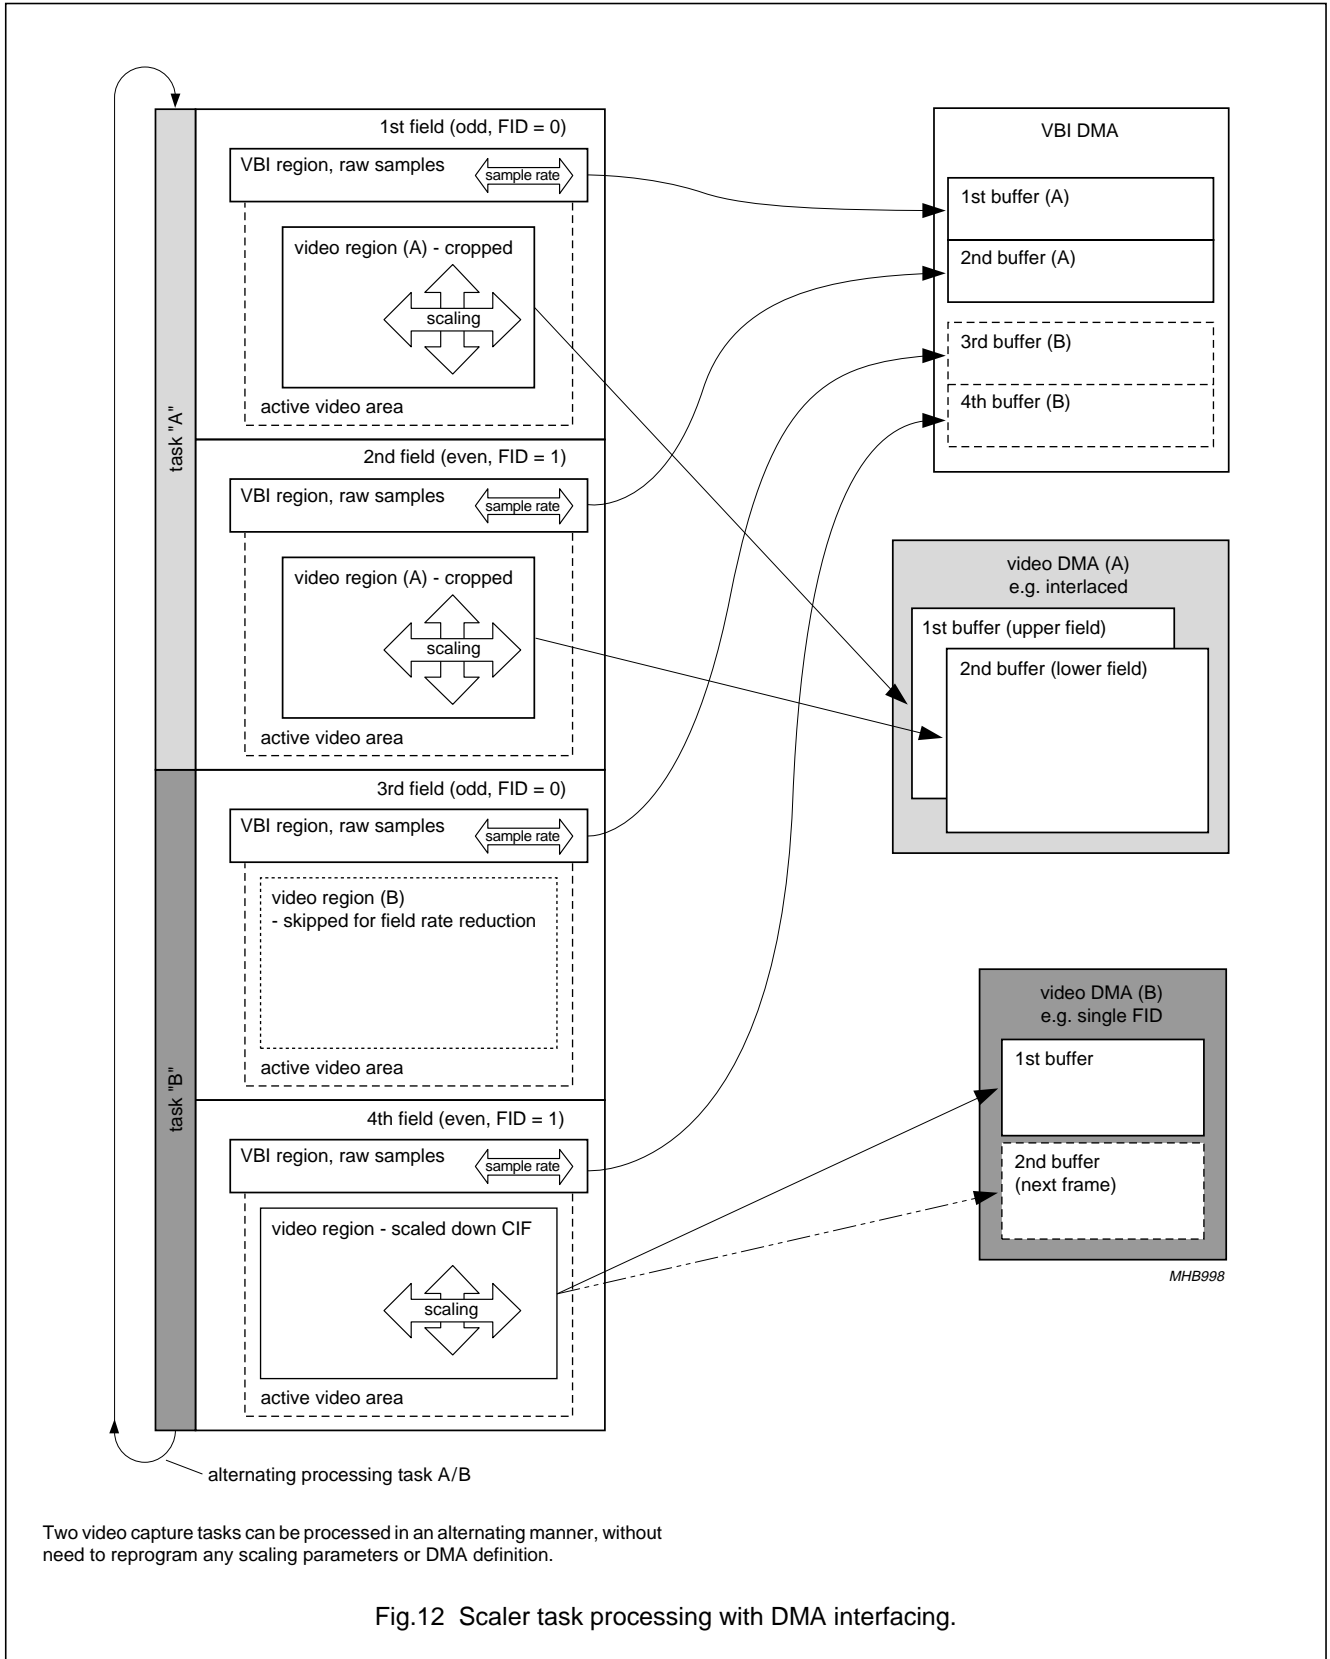 1st field (odd, FID = 0)
VBI region, raw samples
sample rate
video region (A) - cropped
scaling
active video area
task "A"
2nd field (even, FID = 1)
VBI region, raw samples
sample rate
video region (A) - cropped
scaling
active video area
3rd field (odd, FID = 0)
VBI region, raw samples
sample rate
video region (B)
- skipped for field rate reduction
active video area
task "B"
4th field (even, FID = 1)
VBI region, raw samples
sample rate
video region - scaled down CIF
scaling
active video area
alternating processing task A/B
VBI DMA
1st buffer (A)
2nd buffer (A)
3rd buffer (B)
4th buffer (B)
video DMA (A)
e.g. interlaced
1st buffer (upper field)
2nd buffer (lower field)
video DMA (B)
e.g. single FID
1st buffer
2nd buffer
(next frame)
MHB998
Two video capture tasks can be processed in an alternating manner, without
need to reprogram any scaling parameters or DMA definition.
Fig.12 Scaler task processing with DMA interfacing.